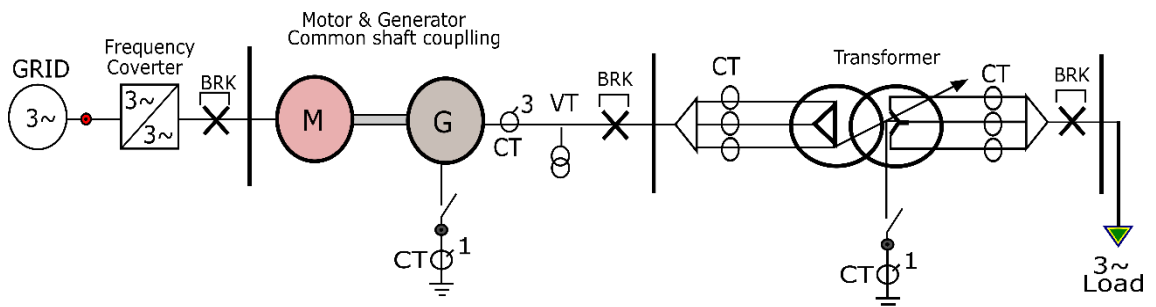 Motor & Generator
Common shaft couplling
Frequency
Coverter
GRID
3~
3~
3~
BRK
M
G
3
CT
VT
BRK
CT
Transformer
CT
BRK
CT
1
CT
1
3~
Load